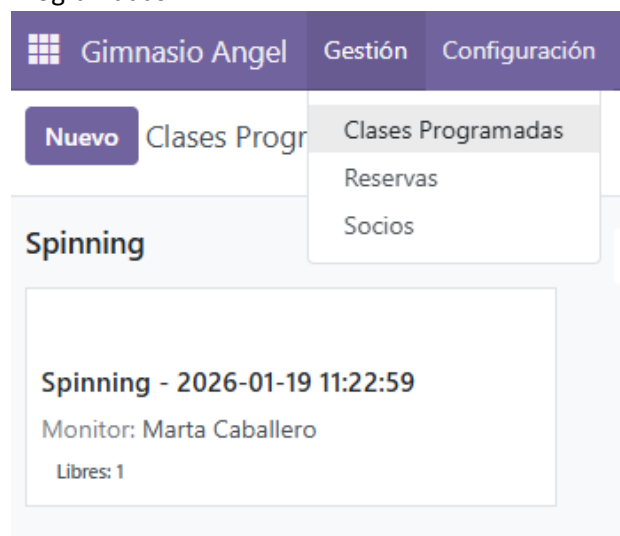 Gimnasio Angel Gestión Configuración
Nuevo Clases Progr
Clases Programadas
Reservas
Socios
Spinning
Spinning - 2026-01-19 11:22:59
Monitor: Marta Caballero
Libres: 1